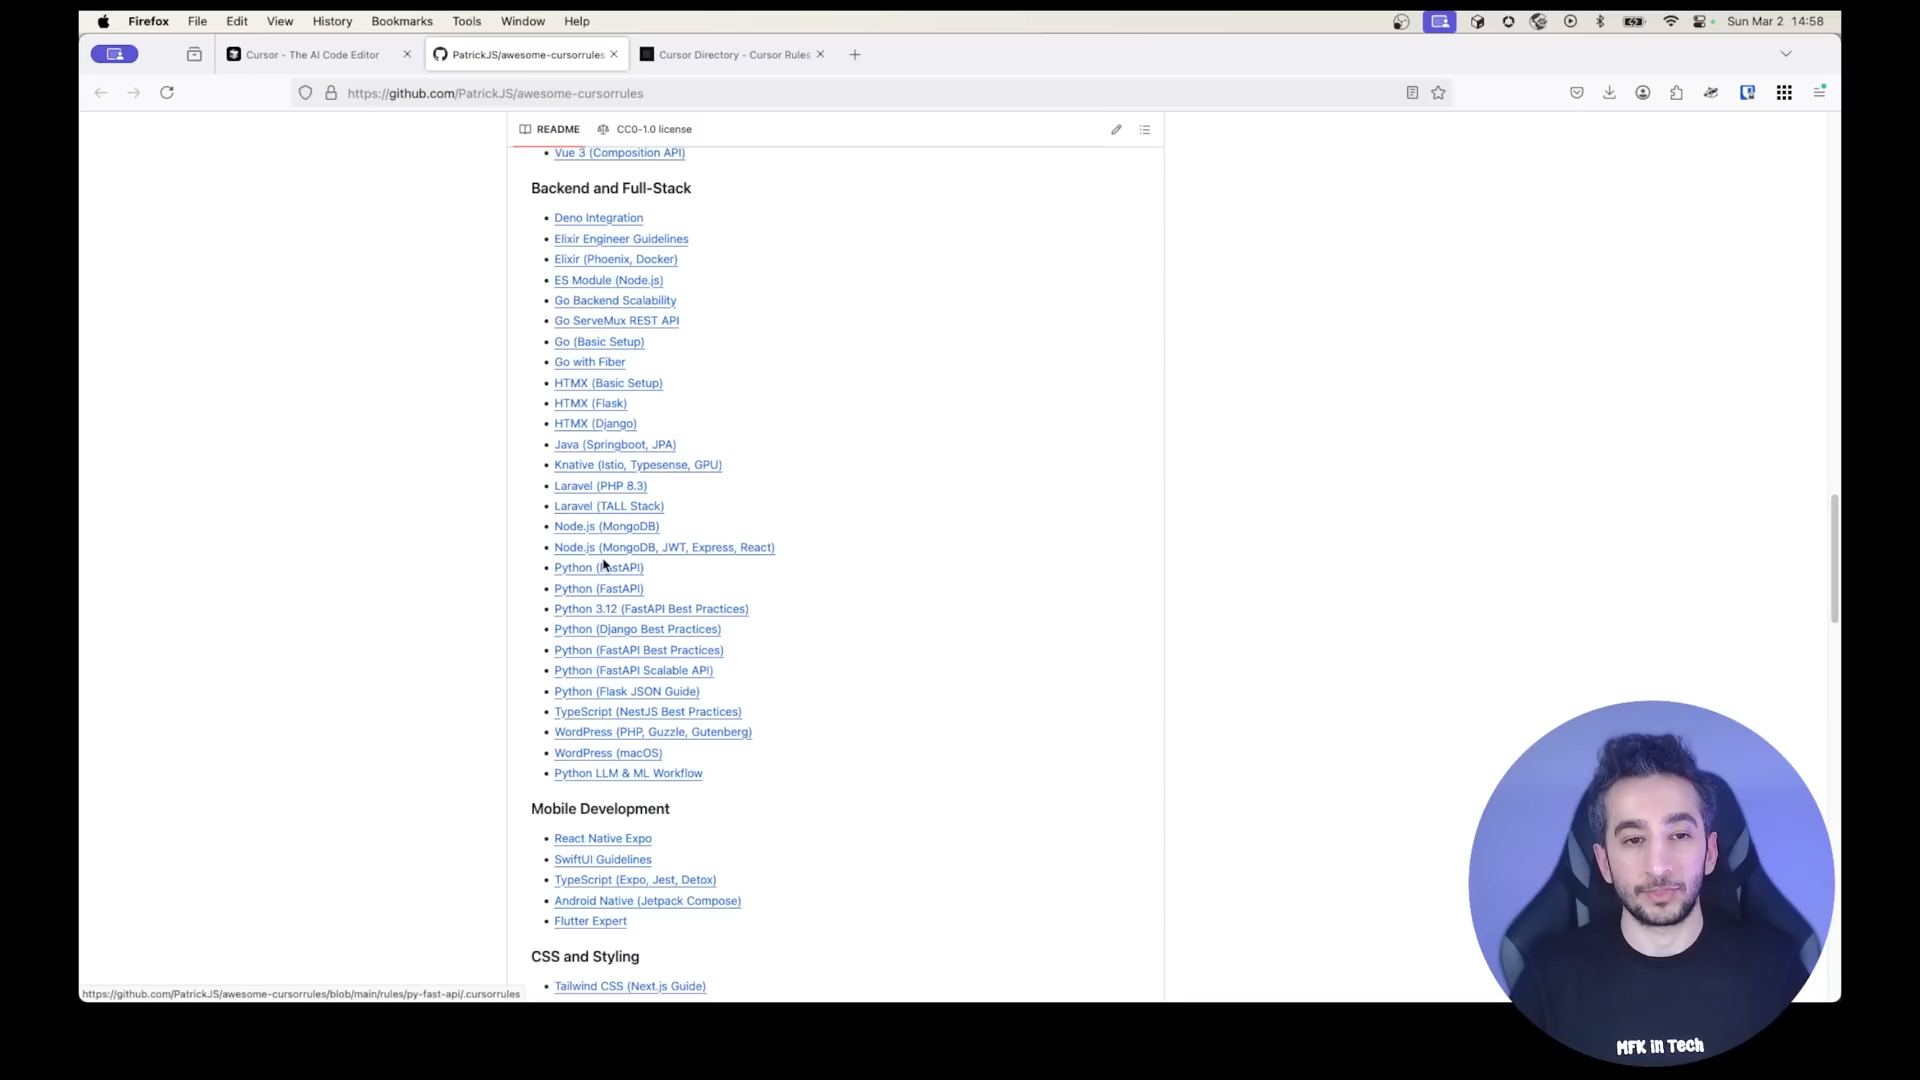 Firefox File Edit View History Bookmarks Tools Window Help Sun Mar 2 14:58
Cursor - The AI Code Editor
PatrickJS/awesome-cursorrules
Cursor Directory - Cursor Rules
https://github.com/PatrickJS/awesome-cursorrules
README CC0-1.0 license
Vue 3 (Composition API)
Backend and Full-Stack
Deno Integration
Elixir Engineer Guidelines
Elixir (Phoenix, Docker)
ES Module (Node.js)
Go Backend Scalability
Go ServeMux REST API
Go (Basic Setup)
Go with Fiber
HTMX (Basic Setup)
HTMX (Flask)
HTMX (Django)
Java (Springboot, JPA)
Knative (Istio, Typesense, GPU)
Laravel (PHP 8.3)
Laravel (TALL Stack)
Node.js (MongoDB)
Node.js (MongoDB, JWT, Express, React)
Python (FastAPI)
Python (FastAPI)
Python 3.12 (FastAPI Best Practices)
Python (Django Best Practices)
Python (FastAPI Best Practices)
Python (FastAPI Scalable API)
Python (Flask JSON Guide)
TypeScript (NestJS Best Practices)
WordPress (PHP, Guzzle, Gutenberg)
WordPress (macOS)
Python LLM & ML Workflow
Mobile Development
React Native Expo
SwiftUI Guidelines
TypeScript (Expo, Jest, Detox)
Android Native (Jetpack Compose)
Flutter Expert
CSS and Styling
Tailwind CSS (Next.js Guide)
https://github.com/PatrickJS/awesome-cursorrules/blob/main/rules/py-fast-api/.cursorrules
MFK in Tech